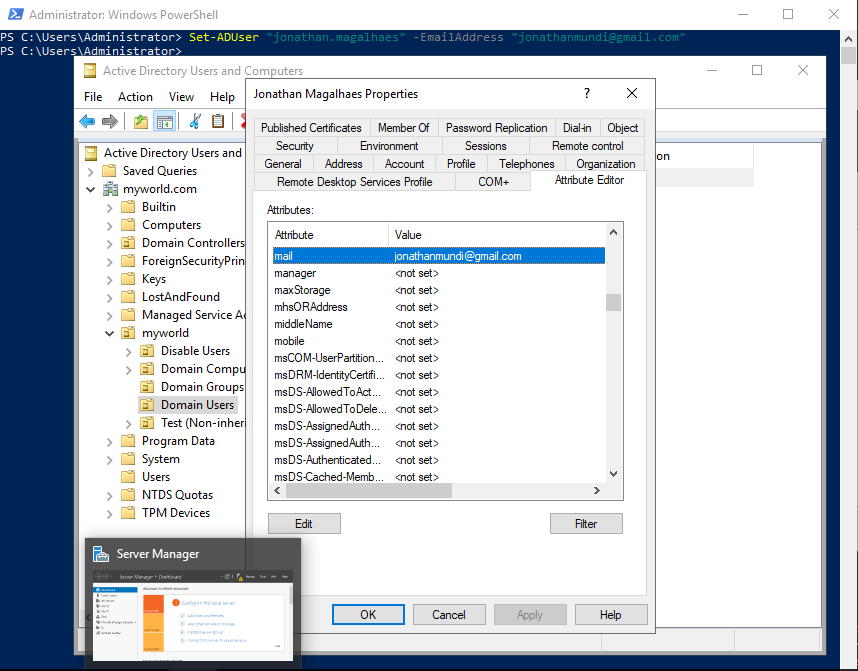 Administrator: Windows PowerShell
PS C:\Users\Administrator> Set-ADUser "jonathan.magalhaes" -EmailAddress "jonathanmundi@gmail.com"
PS C:\Users\Administrator>
Active Directory Users and Computers
File Action View Help
Active Directory Users and
Saved Queries
myworld.com
Builtin
Computers
Domain Controllers
ForeignSecurityPrin
Keys
LostAndFound
Managed Service Ac
myworld
Disable Users
Domain Compu
Domain Groups
Domain Users
Test (Non-inheri
Program Data
System
Users
NTDS Quotas
TPM Devices
on
Jonathan Magalhaes Properties
Published Certificates Member Of Password Replication Dial-in Object
Security Environment Sessions Remote control
General Address Account Profile Telephones Organization
Remote Desktop Services Profile COM+ Attribute Editor
Attributes:
Attribute Value
mail jonathanmundi@gmail.com
manager <not set>
maxStorage <not set>
mhsORAddress <not set>
middleName <not set>
mobile <not set>
msCOM-UserPartition... <not set>
msDRM-IdentityCertifi... <not set>
msDS-AllowedToAct... <not set>
msDS-AllowedToDele... <not set>
msDS-AssignedAuth... <not set>
msDS-AssignedAuth... <not set>
msDS-Authenticated... <not set>
msDS-Cached-Memb... <not set>
Edit Filter
OK Cancel Apply Help
Server Manager
Server Manager • Dashboard
Configure this local server